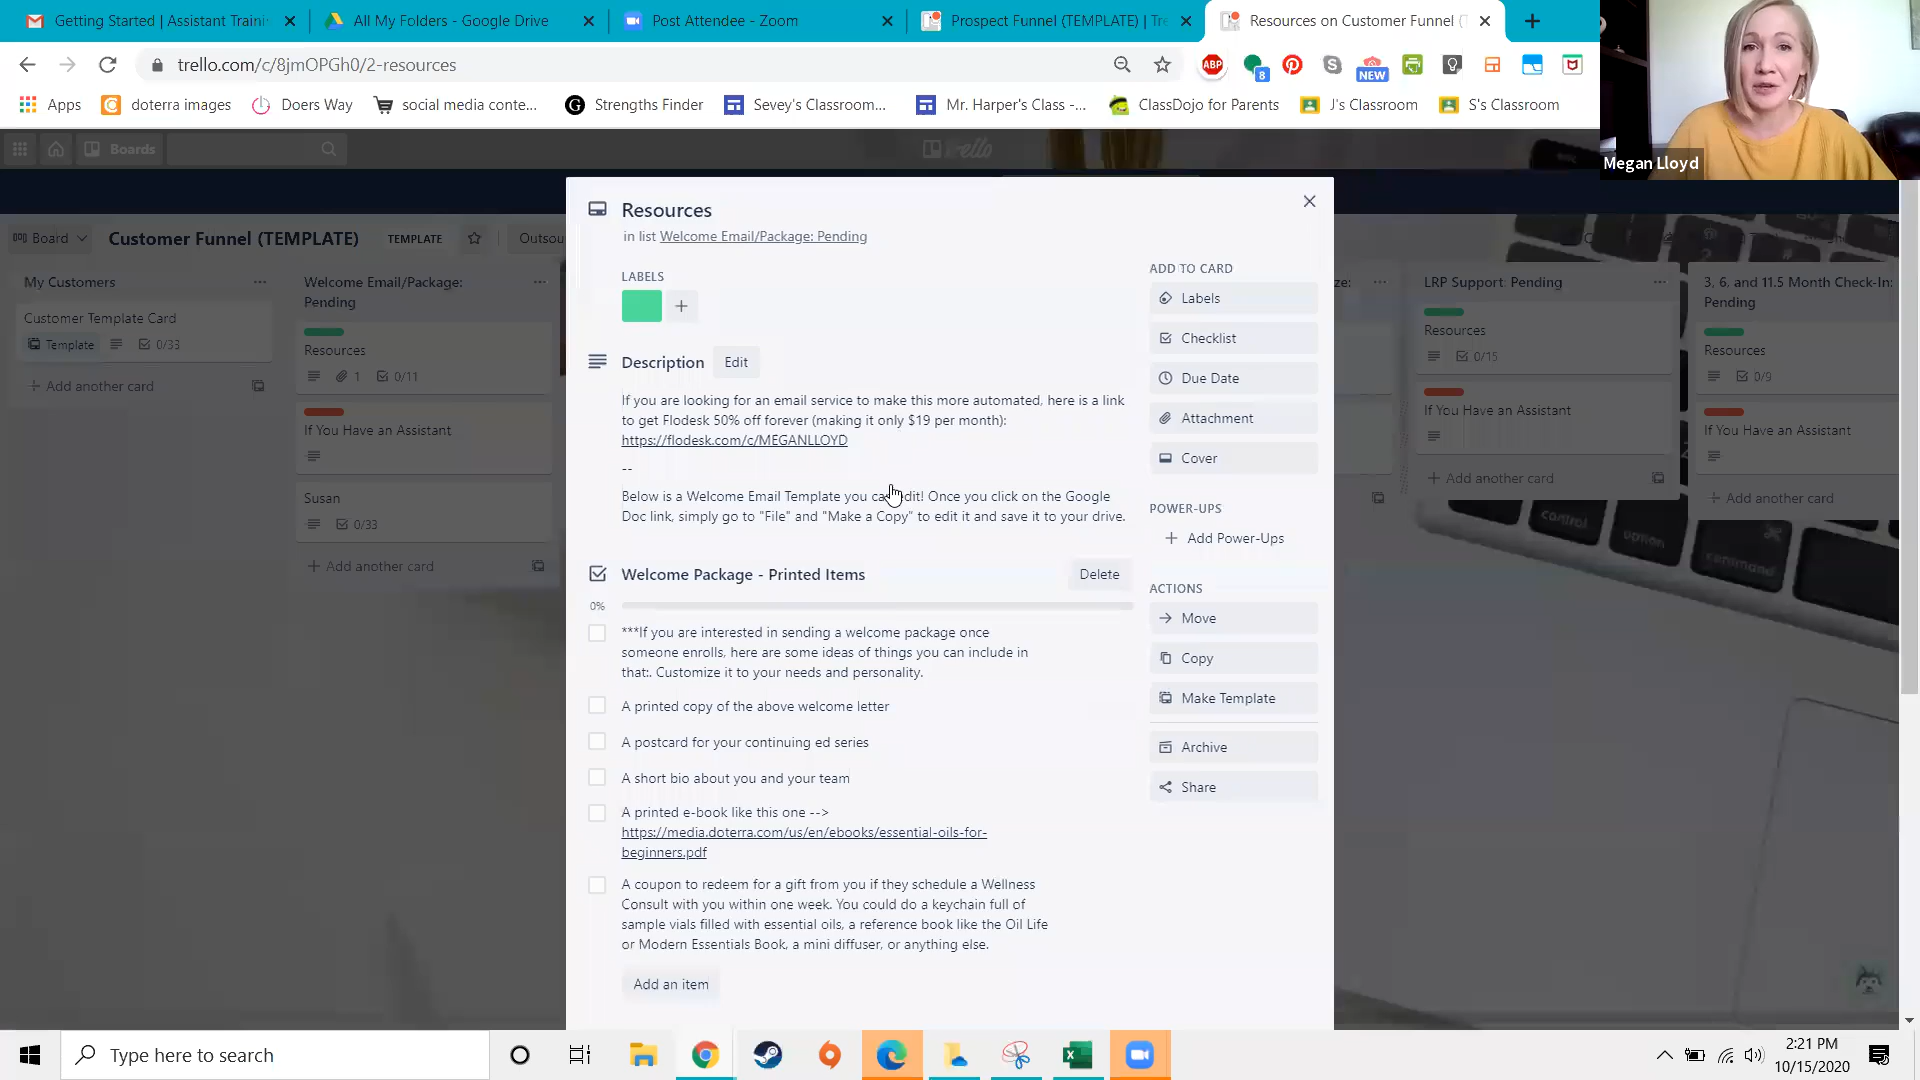 Getting Started | Assistant Traini
All My Folders - Google Drive
Post Attendee - Zoom
Prospect Funnel (TEMPLATE) | Tre
Resources on Customer Funnel (T
trello.com/c/8jmOPGh0/2-resources
ABP
8
NEW
Apps
doterra images
Doers Way
social media conte...
Strengths Finder
Sevey's Classroom...
Mr. Harper's Class -...
ClassDojo for Parents
J's Classroom
S's Classroom
Megan Lloyd
Boards
Board
Customer Funnel (TEMPLATE)
TEMPLATE
My Customers
Customer Template Card
Template
0/33
+ Add another card
Welcome Email/Package:
Pending
Resources
1
0/11
If You Have an Assistant
Susan
0/33
+ Add another card
Resources
in list Welcome Email/Package: Pending
LABELS
Description
Edit
If you are looking for an email service to make this more automated, here is a link
to get Flodesk 50% off forever (making it only $19 per month):
https://flodesk.com/c/MEGANLLOYD
--
Below is a Welcome Email Template you can edit! Once you click on the Google
Doc link, simply go to "File" and "Make a Copy" to edit it and save it to your drive.
Welcome Package - Printed Items
Delete
0%
***If you are interested in sending a welcome package once
someone enrolls, here are some ideas of things you can include in
that:. Customize it to your needs and personality.
A printed copy of the above welcome letter
A postcard for your continuing ed series
A short bio about you and your team
A printed e-book like this one -->
https://media.doterra.com/us/en/ebooks/essential-oils-for-
beginners.pdf
A coupon to redeem for a gift from you if they schedule a Wellness
Consult with you within one week. You could do a keychain full of
sample vials filled with essential oils, a reference book like the Oil Life
or Modern Essentials Book, a mini diffuser, or anything else.
Add an item
ADD TO CARD
Labels
Checklist
Due Date
Attachment
Cover
POWER-UPS
+ Add Power-Ups
ACTIONS
Move
Copy
Make Template
Archive
Share
LRP Support: Pending
Resources
0/15
If You Have an Assistant
+ Add another card
3, 6, and 11.5 Month Check-In:
Pending
Resources
0/9
If You Have an Assistant
+ Add another card
control
option
command
Type here to search
2:21 PM
10/15/2020